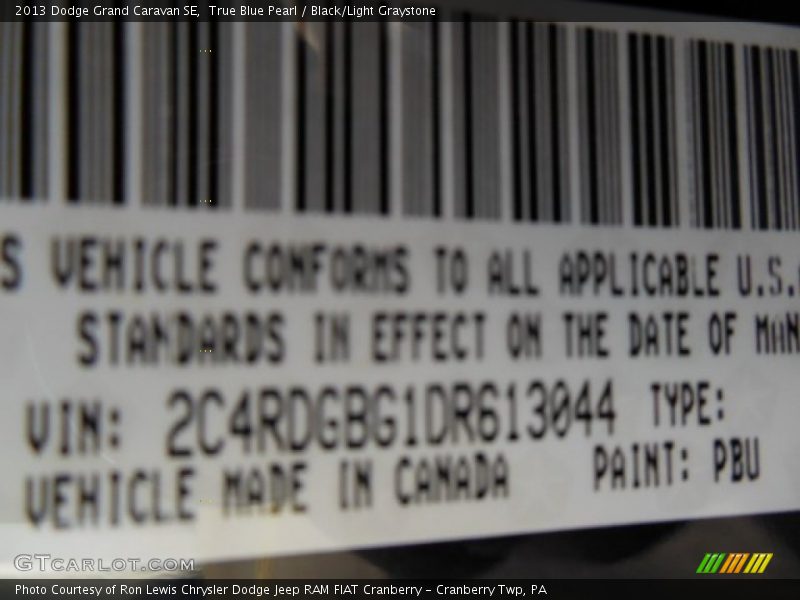 2013 Dodge Grand Caravan SE,  True Blue Pearl / Black/Light Graystone
S VEHICLE CONFORMS TO ALL APPLICABLE U.S.
STANDARDS IN EFFECT ON THE DATE OF MAN
VIN: 2C4RDGBG1DR613044 TYPE:
VEHICLE MADE IN CANADA PAINT: PBU
GTCARLOT.COM
Photo Courtesy of Ron Lewis Chrysler Dodge Jeep RAM FIAT Cranberry - Cranberry Twp, PA